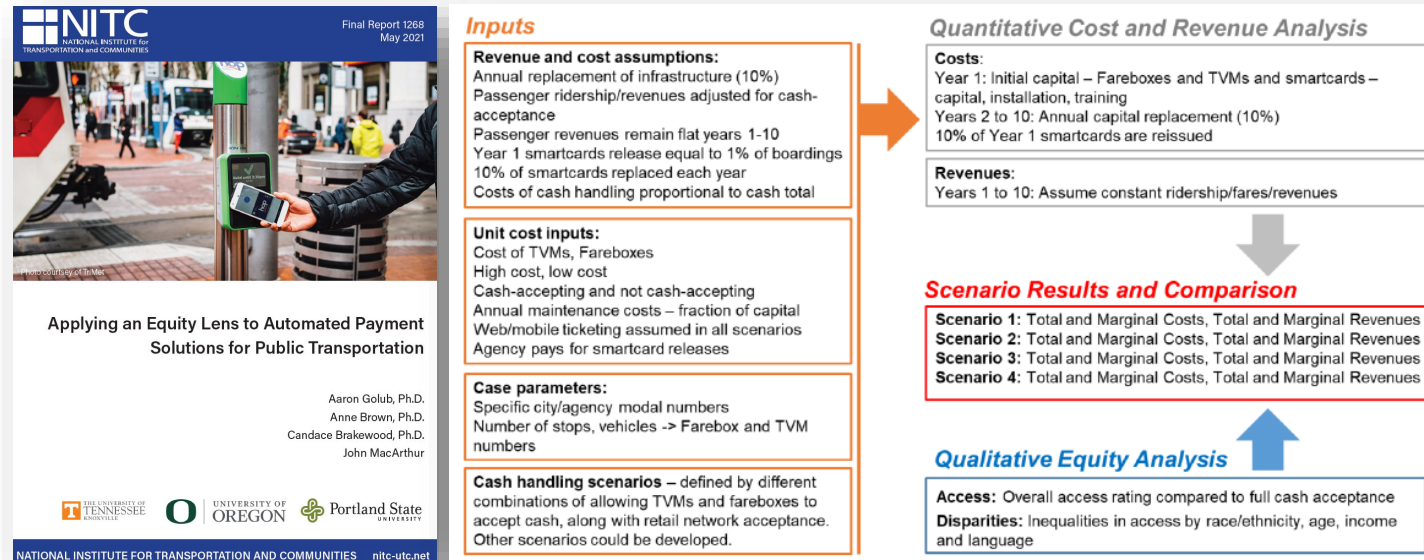 NITC
NATIONAL INSTITUTE for
TRANSPORTATION and COMMUNITIES
Final Report 1268
May 2021
Photo courtesy of TriMet
Applying an Equity Lens to Automated Payment
Solutions for Public Transportation
Aaron Golub, Ph.D.
Anne Brown, Ph.D.
Candace Brakewood, Ph.D.
John MacArthur
THE UNIVERSITY OF
TENNESSEE
KNOXVILLE
UNIVERSITY OF
OREGON
Portland State
UNIVERSITY
NATIONAL INSTITUTE FOR TRANSPORTATION AND COMMUNITIES nitc-utc.net
Inputs
Revenue and cost assumptions:
Annual replacement of infrastructure (10%)
Passenger ridership/revenues adjusted for cash-
acceptance
Passenger revenues remain flat years 1-10
Year 1 smartcards release equal to 1% of boardings
10% of smartcards replaced each year
Costs of cash handling proportional to cash total
Unit cost inputs:
Cost of TVMs, Fareboxes
High cost, low cost
Cash-accepting and not cash-accepting
Annual maintenance costs – fraction of capital
Web/mobile ticketing assumed in all scenarios
Agency pays for smartcard releases
Case parameters:
Specific city/agency modal numbers
Number of stops, vehicles -> Farebox and TVM
numbers
Cash handling scenarios – defined by different
combinations of allowing TVMs and fareboxes to
accept cash, along with retail network acceptance.
Other scenarios could be developed.
Quantitative Cost and Revenue Analysis
Costs:
Year 1: Initial capital – Fareboxes and TVMs and smartcards –
capital, installation, training
Years 2 to 10: Annual capital replacement (10%)
10% of Year 1 smartcards are reissued
Revenues:
Years 1 to 10: Assume constant ridership/fares/revenues
Scenario Results and Comparison
Scenario 1: Total and Marginal Costs, Total and Marginal Revenues
Scenario 2: Total and Marginal Costs, Total and Marginal Revenues
Scenario 3: Total and Marginal Costs, Total and Marginal Revenues
Scenario 4: Total and Marginal Costs, Total and Marginal Revenues
Qualitative Equity Analysis
Access: Overall access rating compared to full cash acceptance
Disparities: Inequalities in access by race/ethnicity, age, income
and language